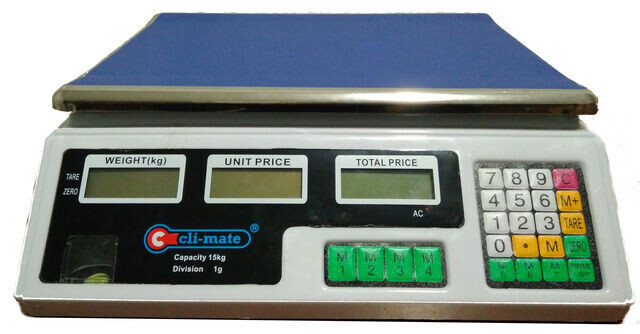 WEIGHT(kg)
UNIT PRICE
TOTAL PRICE
TARE
ZERO
AC
C cli-mate ®
Capacity 15kg
Division 1g
M 1 M 2 M 3 M 4
7 8 9 C
4 5 6 M+
1 2 3 TARE
0 • M ZERO
M M M